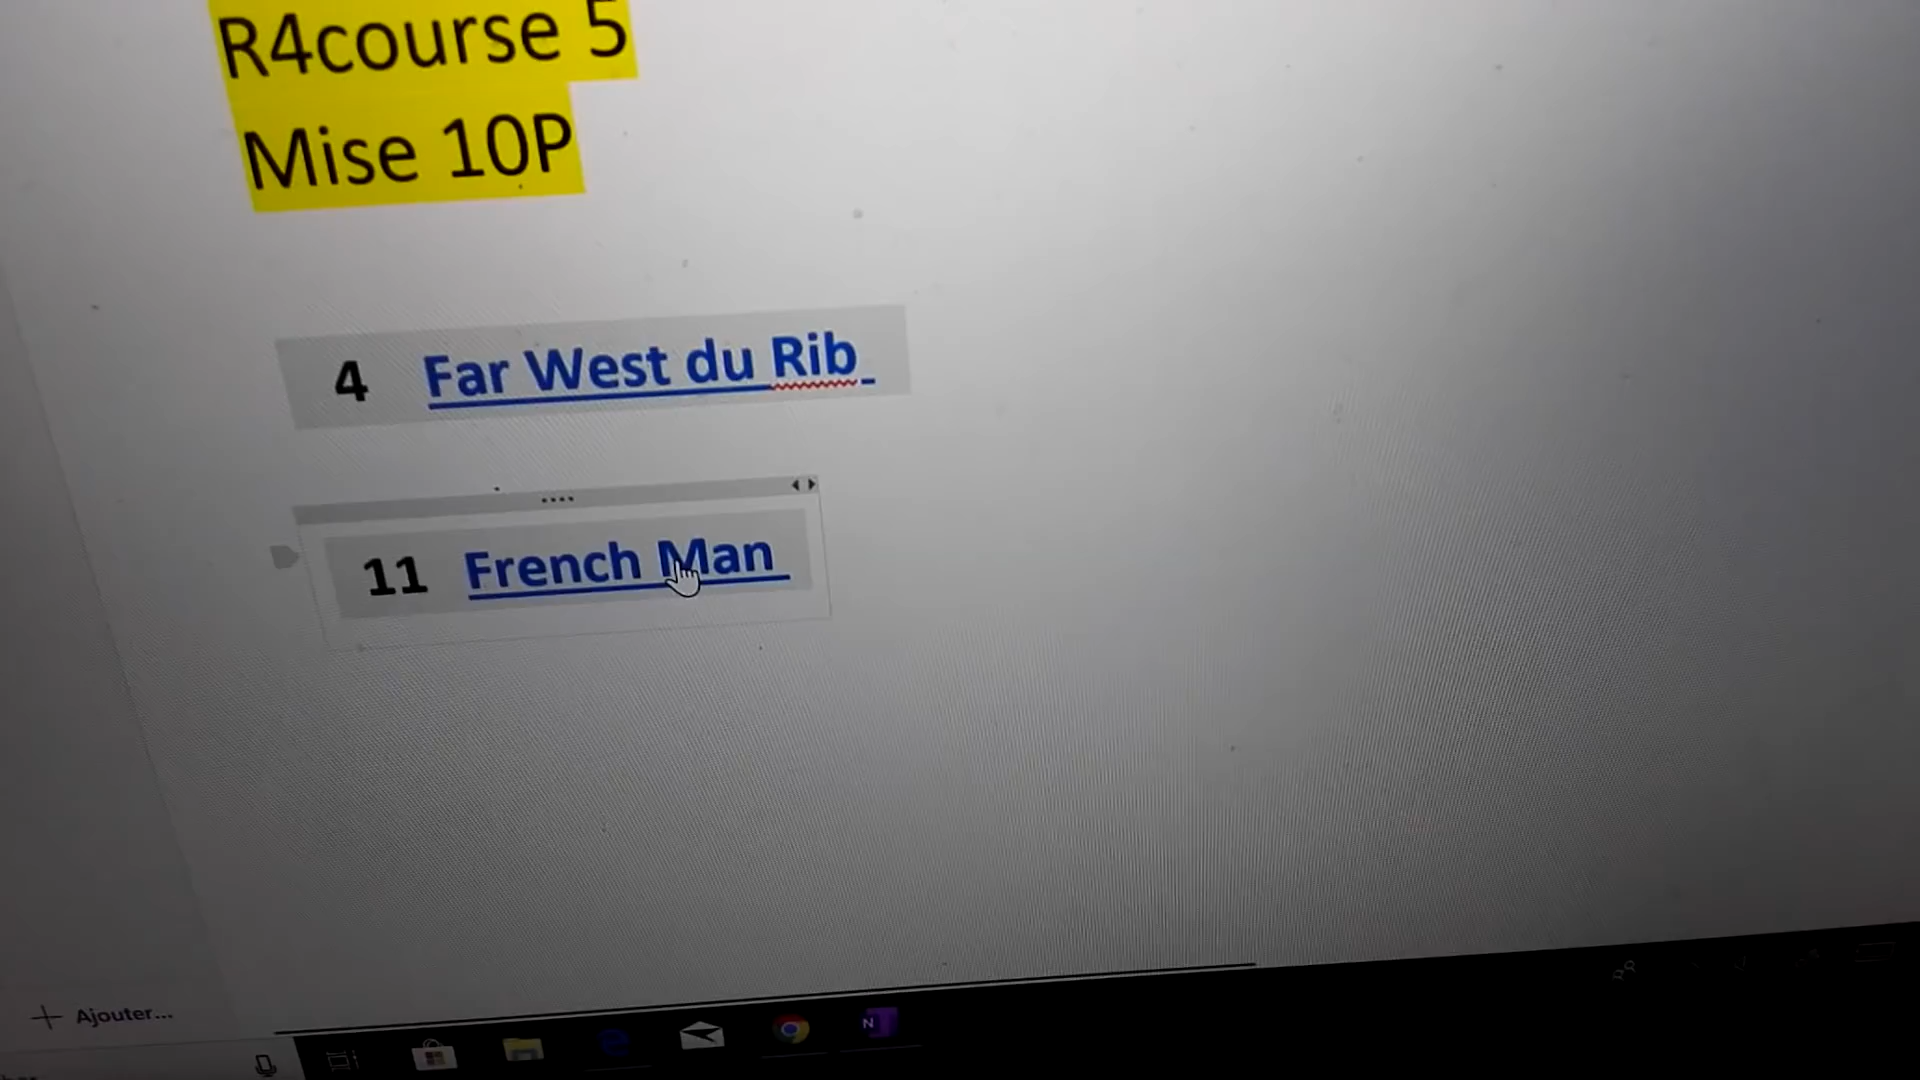 R4course 5
Mise 10P
4 Far West du Rib
11 French Man
Ajouter...
N